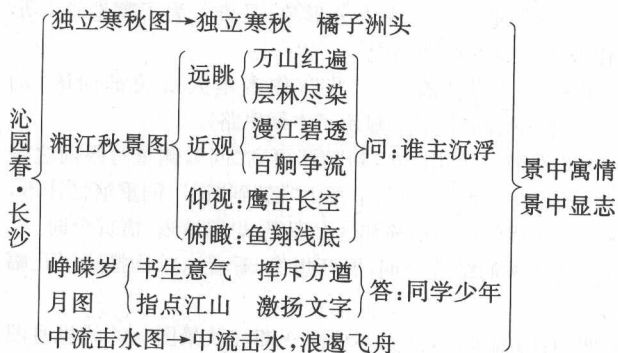 沁园春·长沙
独立寒秋图→独立寒秋 橘子洲头
湘江秋景图
远眺
万山红遍
层林尽染
近观
漫江碧透
百舸争流
仰视:鹰击长空
俯瞰:鱼翔浅底
问:谁主沉浮
峥嵘岁
月图
书生意气 挥斥方遒
指点江山 激扬文字
答:同学少年
中流击水图→中流击水,浪遏飞舟
景中寓情
景中显志